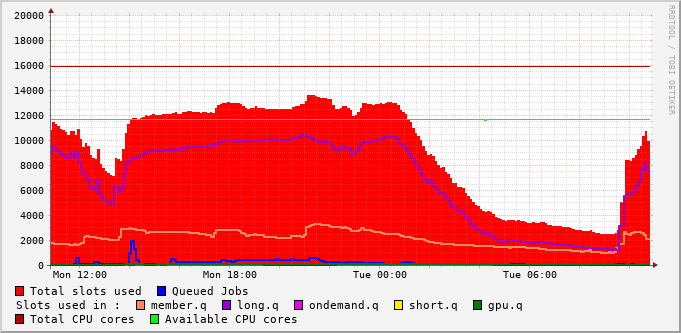 20000
18000
16000
14000
12000
10000
8000
6000
4000
2000
0
Mon 12:00 Mon 18:00 Tue 00:00 Tue 06:00
RRDTOOL / TOBI OETIKER
Total slots used Queued Jobs
Slots used in : member.q long.q ondemand.q short.q gpu.q
Total CPU cores Available CPU cores